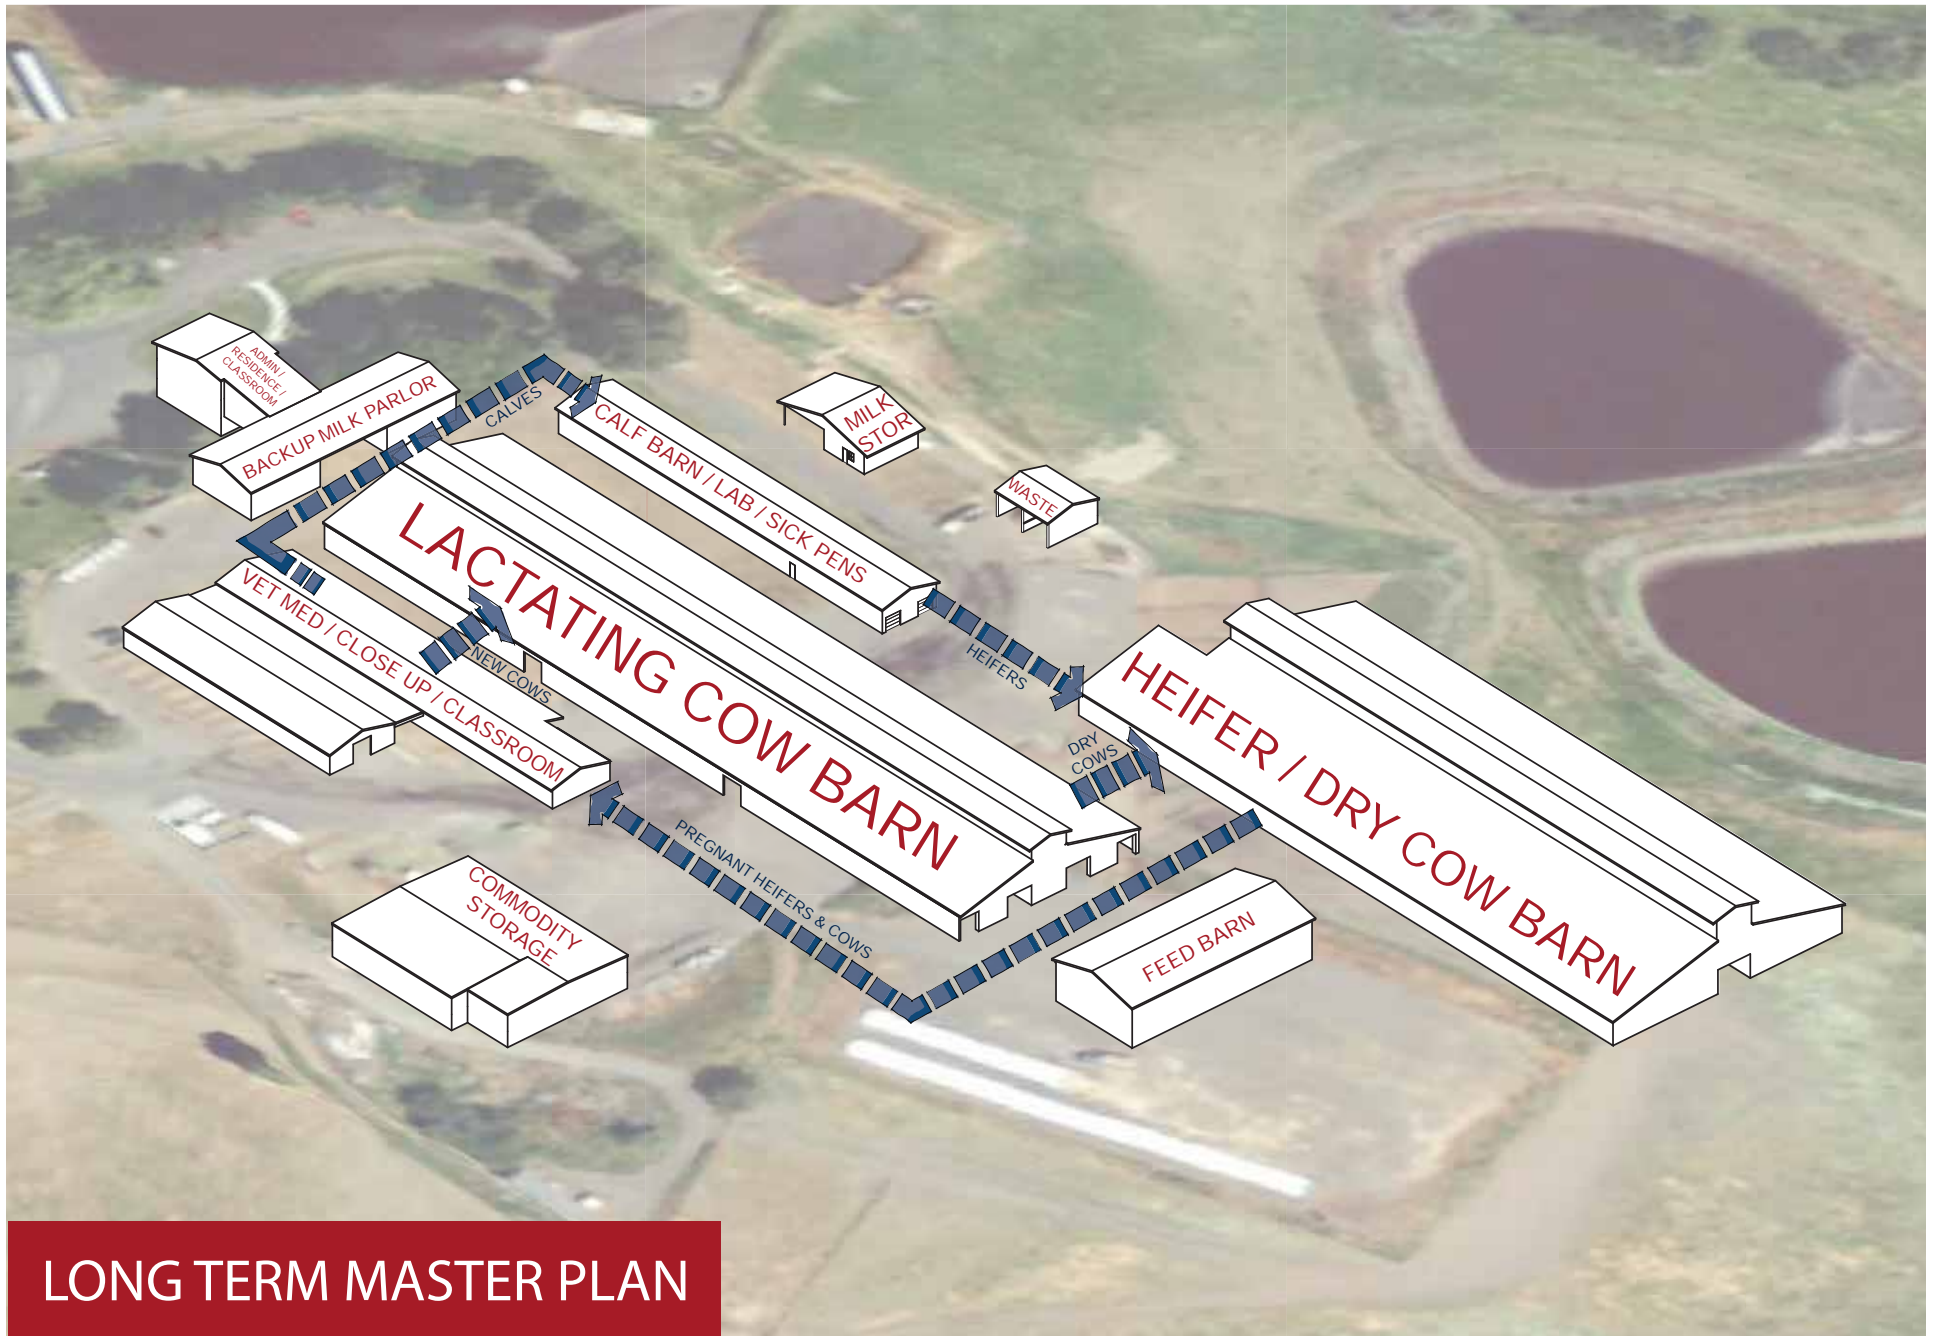 ADMIN /
RESIDENCE /
CLASSROOM
BACKUP MILK PARLOR
CALVES
CALF BARN / LAB / SICK PENS
MILK
STOR
WASTE
LACTATING COW BARN
VET MED / CLOSE UP / CLASSROOM
NEW COWS
HEIFERS
DRY
COWS
HEIFER / DRY COW BARN
PREGNANT HEIFERS & COWS
COMMODITY
STORAGE
FEED BARN
LONG TERM MASTER PLAN